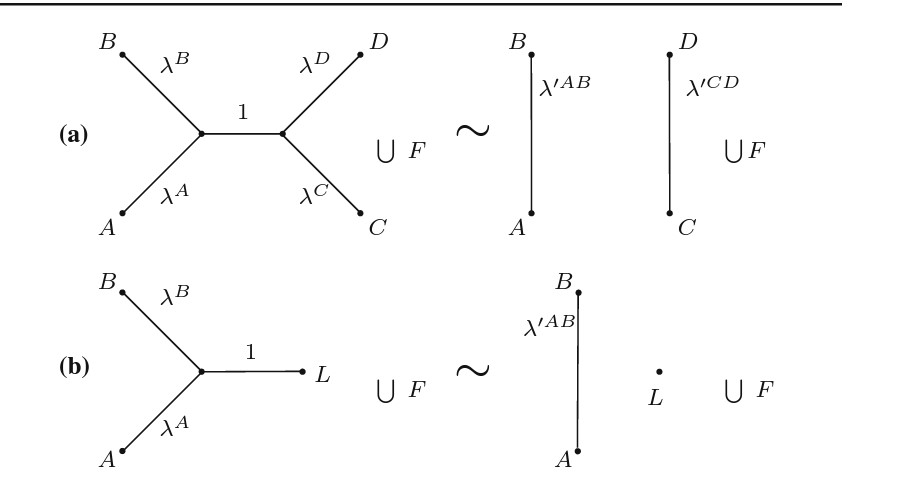 B D B D
λ^B λ^D λ′^{AB} λ′^{CD}
1
(a) ⋃ F ∼ ⋃ F
λ^A λ^C
A C A C
B B
λ^B λ′^{AB}
1
(b) L ⋃ F ∼ L ⋃ F
λ^A
A A